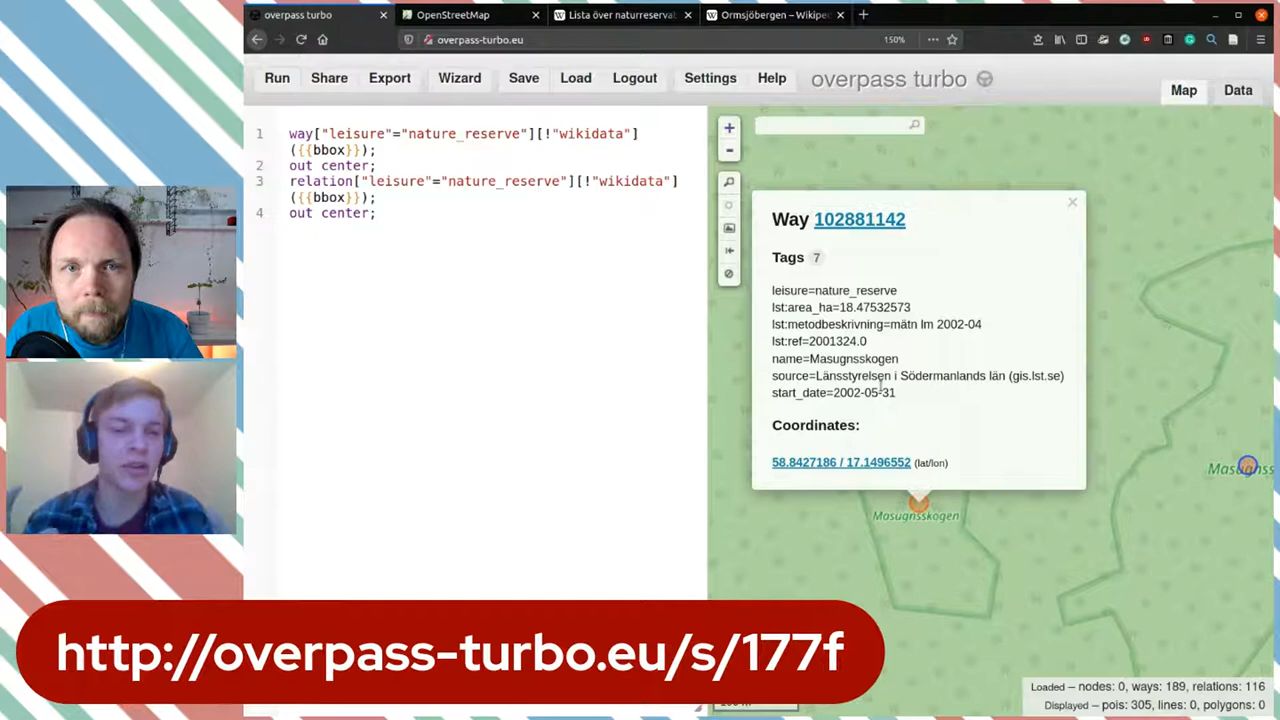 overpass turbo
OpenStreetMap
Lista över naturreservat
Ormsjöbergen – Wikipe
overpass-turbo.eu
150%
Run
Share
Export
Wizard
Save
Load
Logout
Settings
Help
overpass turbo
Map
Data
1 way["leisure"="nature_reserve"][!"wikidata"]
({{bbox}});
2 out center;
3 relation["leisure"="nature_reserve"][!"wikidata"]
({{bbox}});
4 out center;
+
-
Way 102881142
Tags 7
leisure=nature_reserve
lst:area_ha=18.47532573
lst:metodbeskrivning=mätn lm 2002-04
lst:ref=2001324.0
name=Masugnsskogen
source=Länsstyrelsen i Södermanlands län (gis.lst.se)
start_date=2002-05-31
Coordinates:
58.8427186 / 17.1496552 (lat/lon)
Masugnsskogen
http://overpass-turbo.eu/s/177f
Loaded – nodes: 0, ways: 189, relations: 116
Displayed – pois: 305, lines: 0, polygons: 0